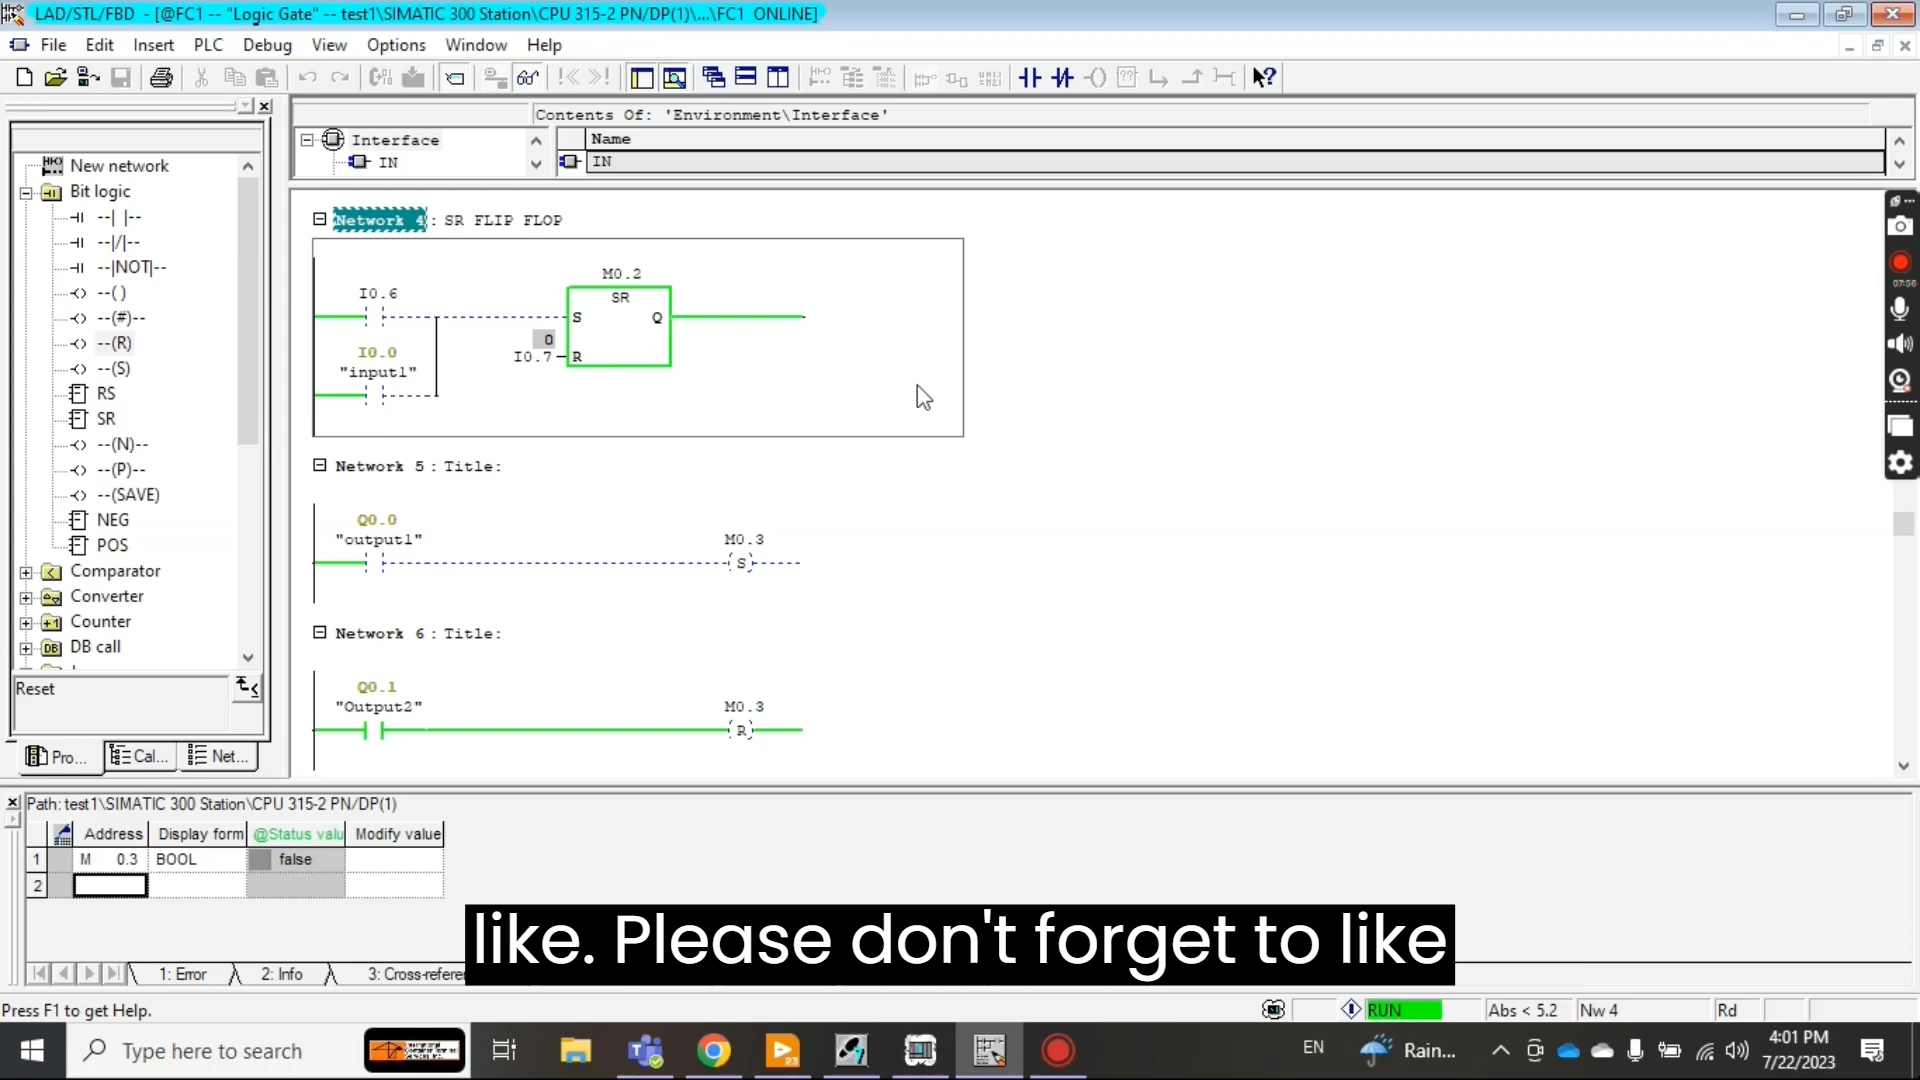 LAD/STL/FBD - [@FC1 -- "Logic Gate" -- test1\SIMATIC 300 Station\CPU 315-2 PN/DP(1)\...\FC1 ONLINE]
File Edit Insert PLC Debug View Options Window Help
Contents Of: 'Environment\Interface'
Interface
IN
Name
IN
New network
Bit logic
--| |--
--|/|--
--|NOT|--
--( )
--(#)--
--(R)
--(S)
RS
SR
--(N)--
--(P)--
--(SAVE)
NEG
POS
Comparator
Converter
Counter
DB call
Reset
Pro... Cal... Net...
Network 4 : SR FLIP FLOP
M0.2
SR
I0.6
S Q
0
I0.7 R
I0.0
"input1"
Network 5 : Title:
Q0.0
"output1"
M0.3
S
Network 6 : Title:
Q0.1
"Output2"
M0.3
R
07:56
Path: test1\SIMATIC 300 Station\CPU 315-2 PN/DP(1)
Address Display form @Status valu Modify value
1 M 0.3 BOOL false
2
1: Error 2: Info 3: Cross-refere
like. Please don't forget to like
Press F1 to get Help.
RUN Abs < 5.2 Nw 4 Rd
Type here to search
EN
Rain...
4:01 PM
7/22/2023